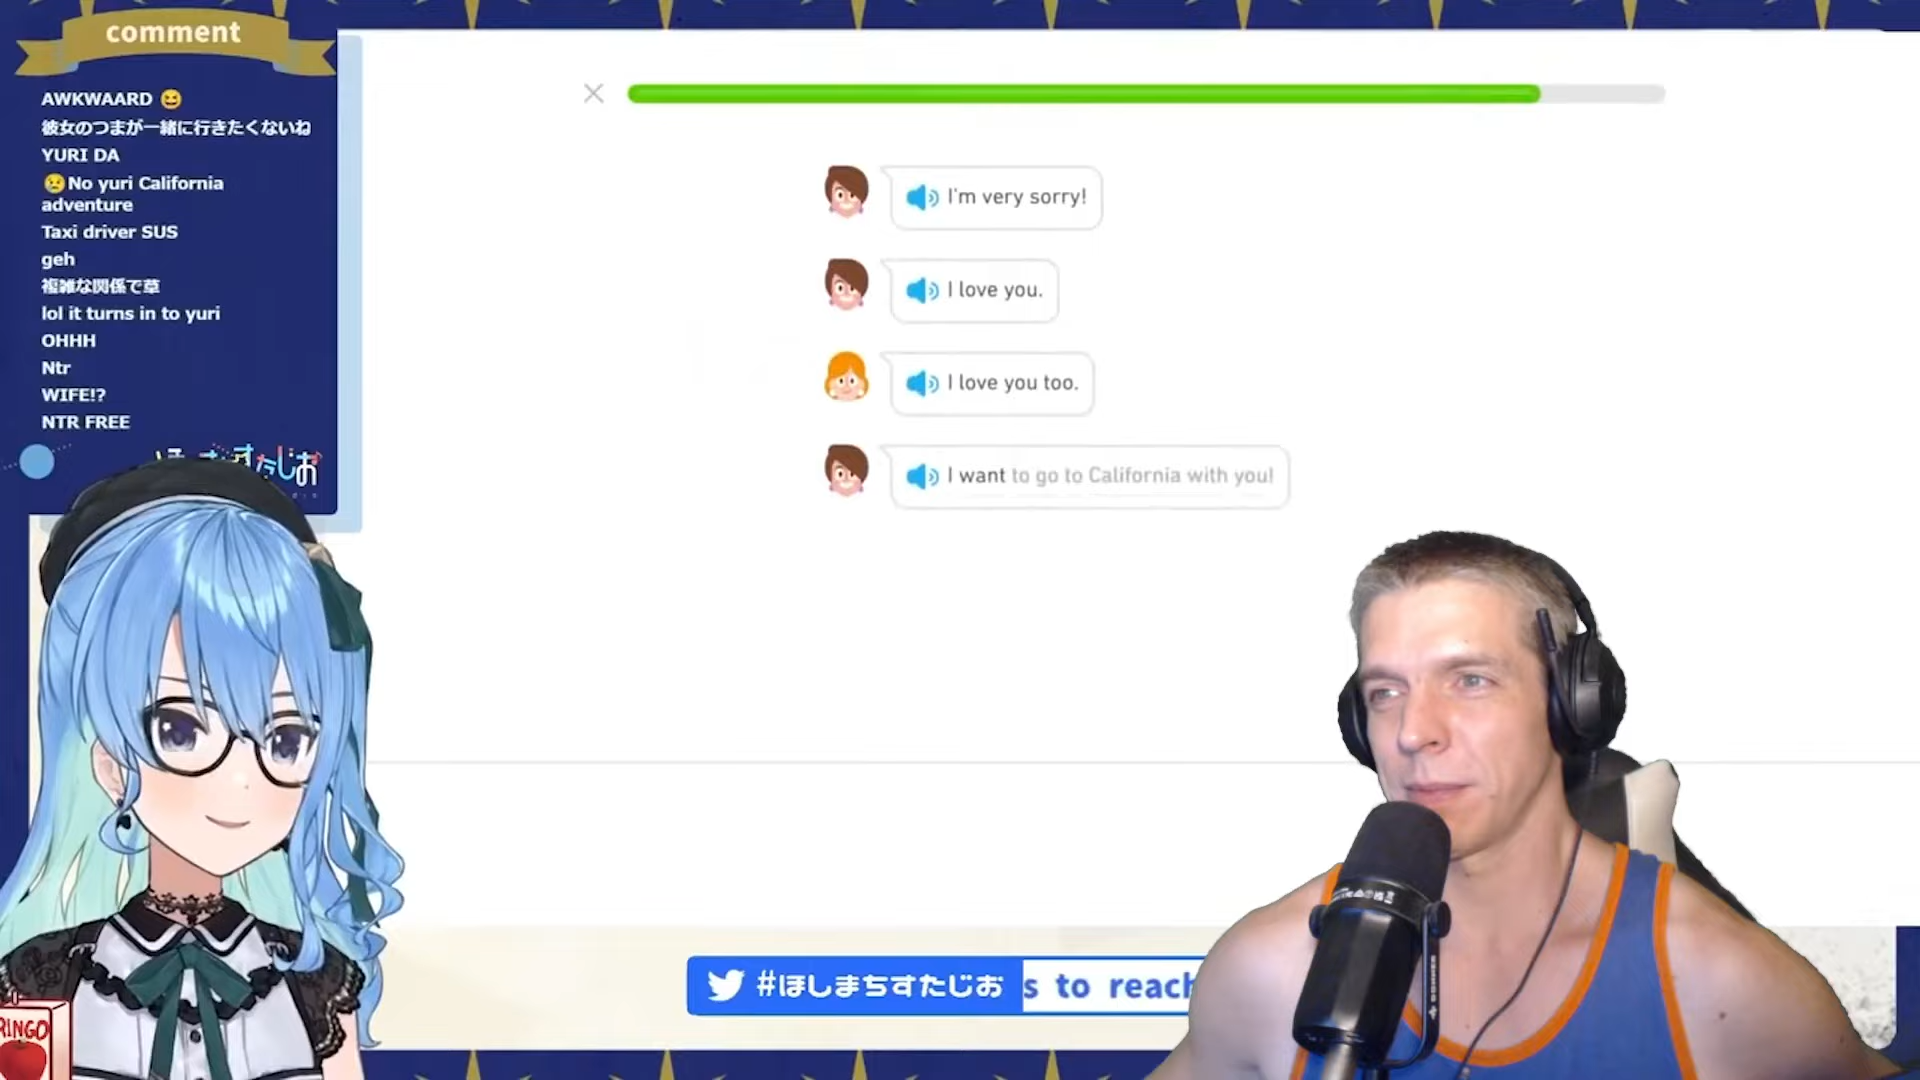 comment
AWKWAARD
彼女のつまが一緒に行きたくないね
YURI DA
No yuri California
adventure
Taxi driver SUS
geh
複雑な関係で草
lol it turns in to yuri
OHHH
Ntr
WIFE!?
NTR FREE
I'm very sorry!
I love you.
I love you too.
I want to go to California with you!
#ほしまちすたじお
s to reach
RINGO